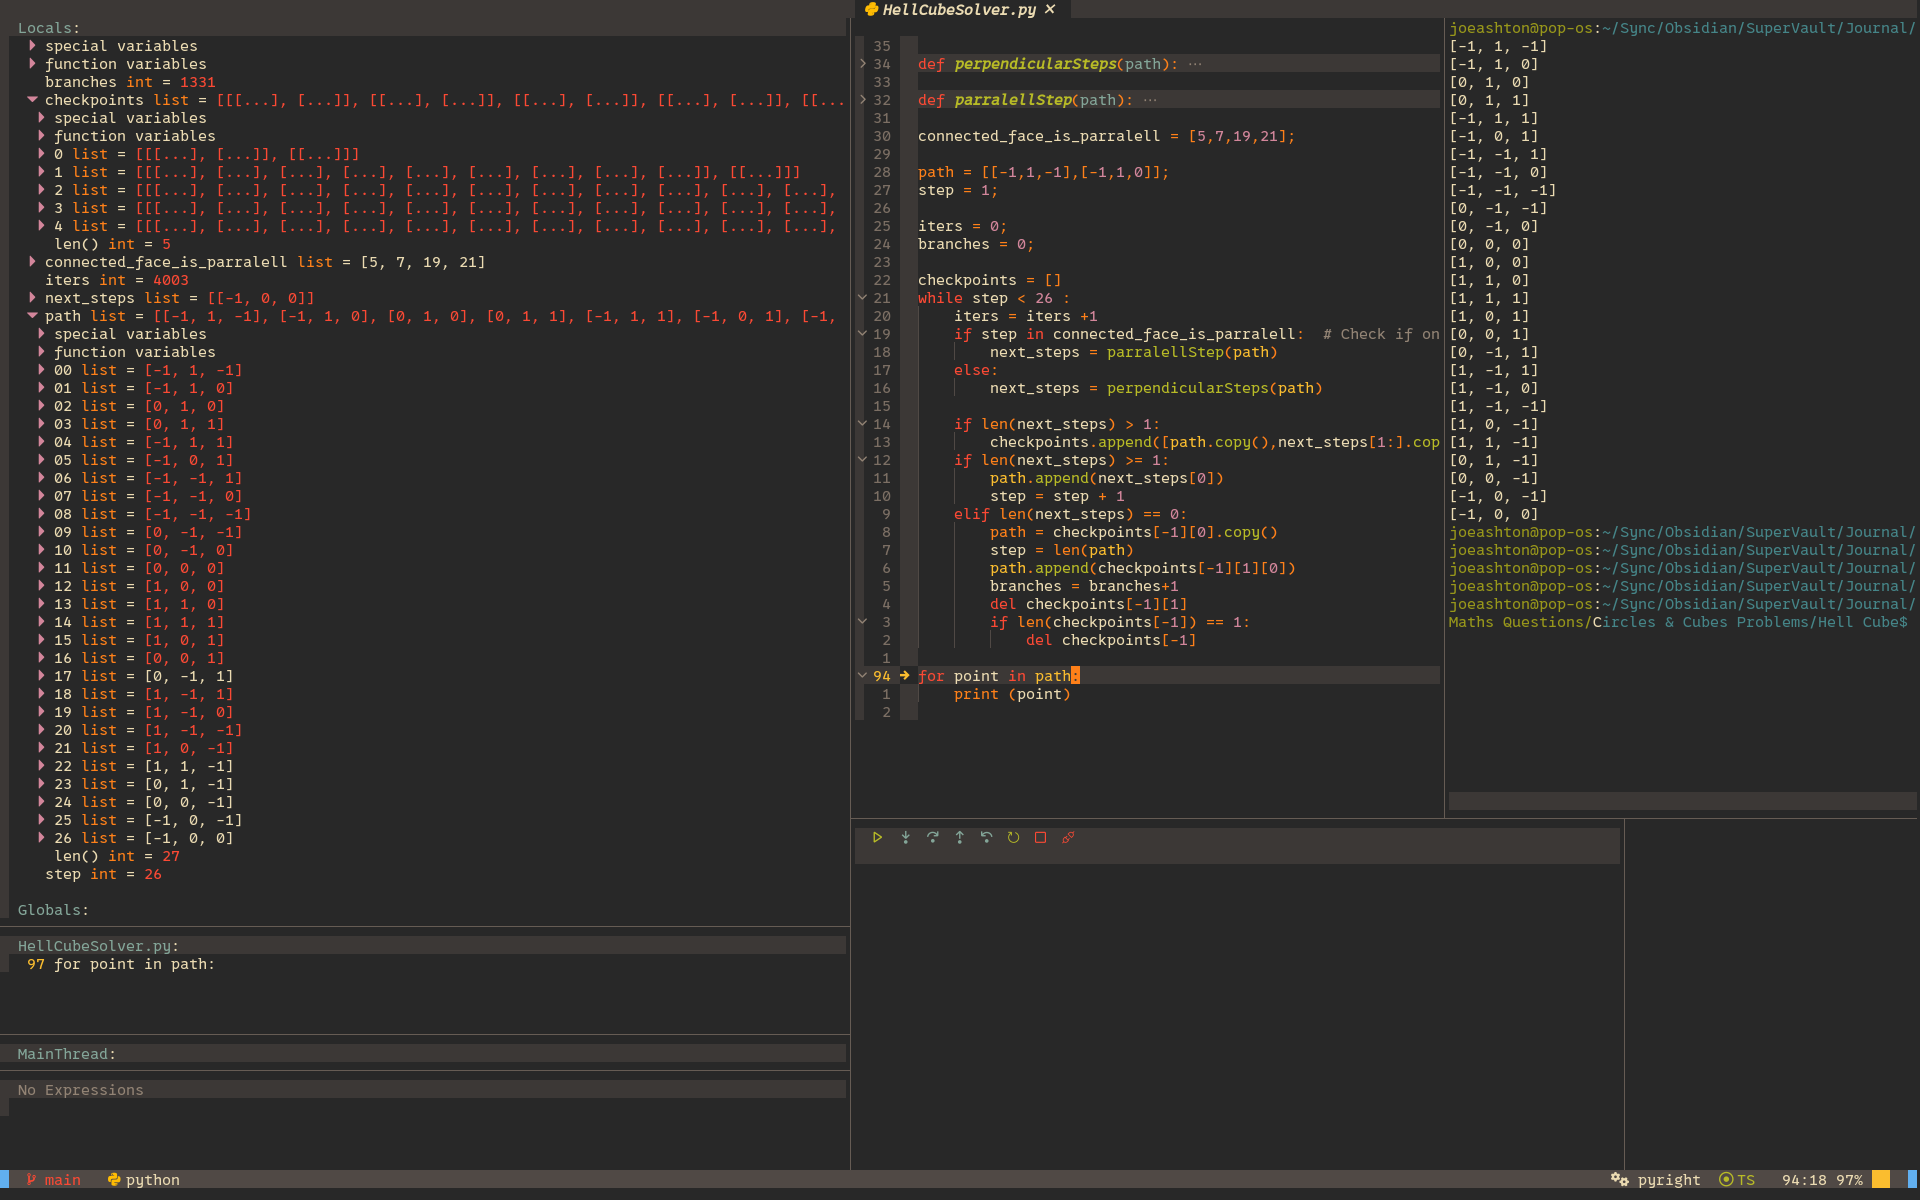 HellCubeSolver.py ✕
Locals:
special variables
function variables
branches int = 1331
checkpoints list = [[[...], [...]], [[...], [...]], [[...], [...]], [[...], [...]], [[...
special variables
function variables
0 list = [[[...], [...]], [[...]]]
1 list = [[[...], [...], [...], [...], [...], [...], [...], [...], [...]], [[...]]]
2 list = [[[...], [...], [...], [...], [...], [...], [...], [...], [...], [...], [...],
3 list = [[[...], [...], [...], [...], [...], [...], [...], [...], [...], [...], [...],
4 list = [[[...], [...], [...], [...], [...], [...], [...], [...], [...], [...], [...],
len() int = 5
connected_face_is_parralell list = [5, 7, 19, 21]
iters int = 4003
next_steps list = [[-1, 0, 0]]
path list = [[-1, 1, -1], [-1, 1, 0], [0, 1, 0], [0, 1, 1], [-1, 1, 1], [-1, 0, 1], [-1,
special variables
function variables
00 list = [-1, 1, -1]
01 list = [-1, 1, 0]
02 list = [0, 1, 0]
03 list = [0, 1, 1]
04 list = [-1, 1, 1]
05 list = [-1, 0, 1]
06 list = [-1, -1, 1]
07 list = [-1, -1, 0]
08 list = [-1, -1, -1]
09 list = [0, -1, -1]
10 list = [0, -1, 0]
11 list = [0, 0, 0]
12 list = [1, 0, 0]
13 list = [1, 1, 0]
14 list = [1, 1, 1]
15 list = [1, 0, 1]
16 list = [0, 0, 1]
17 list = [0, -1, 1]
18 list = [1, -1, 1]
19 list = [1, -1, 0]
20 list = [1, -1, -1]
21 list = [1, 0, -1]
22 list = [1, 1, -1]
23 list = [0, 1, -1]
24 list = [0, 0, -1]
25 list = [-1, 0, -1]
26 list = [-1, 0, 0]
len() int = 27
step int = 26
Globals:
HellCubeSolver.py:
97 for point in path:
MainThread:
No Expressions
35
34 def perpendicularSteps(path): ···
33
32 def parralellStep(path): ···
31
30 connected_face_is_parralell = [5,7,19,21];
29
28 path = [[-1,1,-1],[-1,1,0]];
27 step = 1;
26
25 iters = 0;
24 branches = 0;
23
22 checkpoints = []
21 while step < 26 :
20 iters = iters +1
19 if step in connected_face_is_parralell: # Check if on
18 next_steps = parralellStep(path)
17 else:
16 next_steps = perpendicularSteps(path)
15
14 if len(next_steps) > 1:
13 checkpoints.append([path.copy(),next_steps[1:].cop
12 if len(next_steps) >= 1:
11 path.append(next_steps[0])
10 step = step + 1
9 elif len(next_steps) == 0:
8 path = checkpoints[-1][0].copy()
7 step = len(path)
6 path.append(checkpoints[-1][1][0])
5 branches = branches+1
4 del checkpoints[-1][1]
3 if len(checkpoints[-1]) == 1:
2 del checkpoints[-1]
1
94 for point in path:
1 print (point)
2
joeashton@pop-os:~/Sync/Obsidian/SuperVault/Journal/
[-1, 1, -1]
[-1, 1, 0]
[0, 1, 0]
[0, 1, 1]
[-1, 1, 1]
[-1, 0, 1]
[-1, -1, 1]
[-1, -1, 0]
[-1, -1, -1]
[0, -1, -1]
[0, -1, 0]
[0, 0, 0]
[1, 0, 0]
[1, 1, 0]
[1, 1, 1]
[1, 0, 1]
[0, 0, 1]
[0, -1, 1]
[1, -1, 1]
[1, -1, 0]
[1, -1, -1]
[1, 0, -1]
[1, 1, -1]
[0, 1, -1]
[0, 0, -1]
[-1, 0, -1]
[-1, 0, 0]
joeashton@pop-os:~/Sync/Obsidian/SuperVault/Journal/
joeashton@pop-os:~/Sync/Obsidian/SuperVault/Journal/
joeashton@pop-os:~/Sync/Obsidian/SuperVault/Journal/
joeashton@pop-os:~/Sync/Obsidian/SuperVault/Journal/
joeashton@pop-os:~/Sync/Obsidian/SuperVault/Journal/
Maths Questions/Circles & Cubes Problems/Hell Cube$
main python pyright TS 94:18 97%